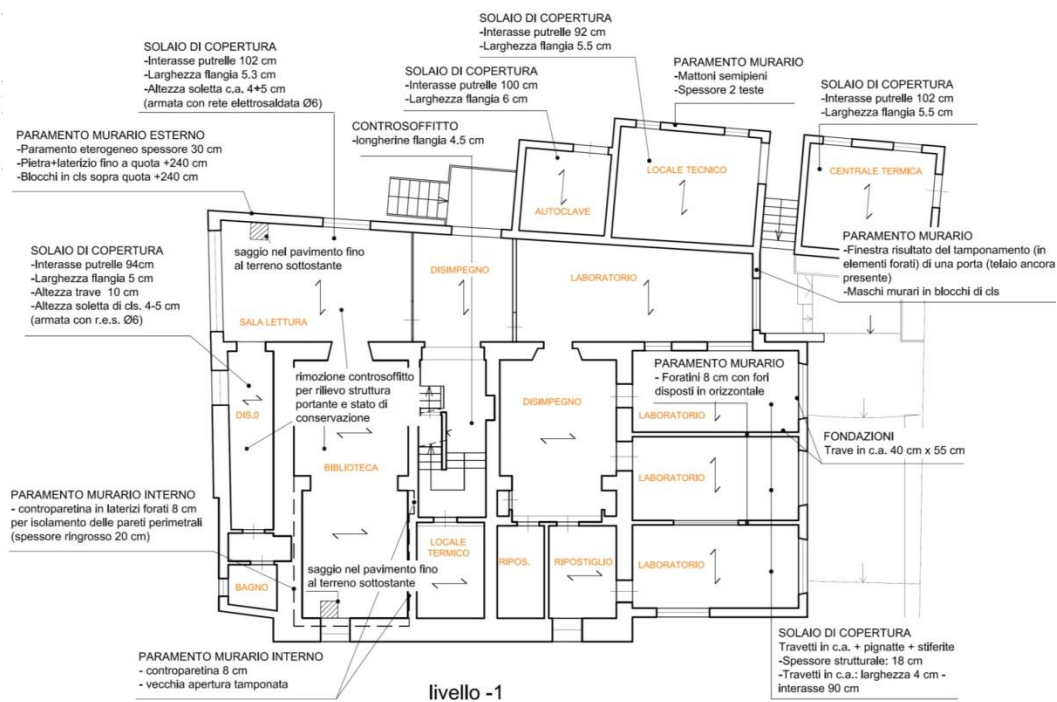 SOLAIO DI COPERTURA
-Interasse putrelle 92 cm
-Larghezza flangia 5.5 cm
SOLAIO DI COPERTURA
-Interasse putrelle 102 cm
-Larghezza flangia 5.3 cm
-Altezza soletta c.a. 4+5 cm
(armata con rete elettrosaldata Ø6)
SOLAIO DI COPERTURA
-Interasse putrelle 100 cm
-Larghezza flangia 6 cm
PARAMENTO MURARIO
-Mattoni semipieni
-Spessore 2 teste
SOLAIO DI COPERTURA
-Interasse putrelle 102 cm
-Larghezza flangia 5.5 cm
CONTROSOFFITTO
-longherine flangia 4.5 cm
PARAMENTO MURARIO ESTERNO
-Paramento eterogeneo spessore 30 cm
-Pietra+laterizio fino a quota +240 cm
-Blocchi in cls sopra quota +240 cm
LOCALE TECNICO
CENTRALE TERMICA
AUTOCLAVE
PARAMENTO MURARIO
-Finestra risultato del tamponamento (in
elementi forati) di una porta (telaio ancora
presente)
-Maschi murari in blocchi di cls
saggio nel pavimento fino
al terreno sottostante
SOLAIO DI COPERTURA
-Interasse putrelle 94cm
-Larghezza flangia 5 cm
-Altezza trave 10 cm
-Altezza soletta di cls. 4-5 cm
(armata con r.e.s. Ø6)
DISIMPEGNO
LABORATORIO
SALA LETTURA
PARAMENTO MURARIO
- Foratini 8 cm con fori
disposti in orizzontale
rimozione controsoffitto
per rilievo struttura
portante e stato di
conservazione
DISIMPEGNO
DIS.0
LABORATORIO
FONDAZIONI
Trave in c.a. 40 cm x 55 cm
BIBLIOTECA
LABORATORIO
PARAMENTO MURARIO INTERNO
- controparetina in laterizi forati 8 cm
per isolamento delle pareti perimetrali
(spessore ringrosso 20 cm)
LOCALE
TERMICO
RIPOS.
RIPOSTIGLIO
LABORATORIO
saggio nel pavimento fino
al terreno sottostante
BAGNO
SOLAIO DI COPERTURA
Travetti in c.a. + pignatte + stiferite
-Spessore strutturale: 18 cm
-Travetti in c.a.: larghezza 4 cm -
interasse 90 cm
PARAMENTO MURARIO INTERNO
- controparetina 8 cm
- vecchia apertura tamponata
livello -1